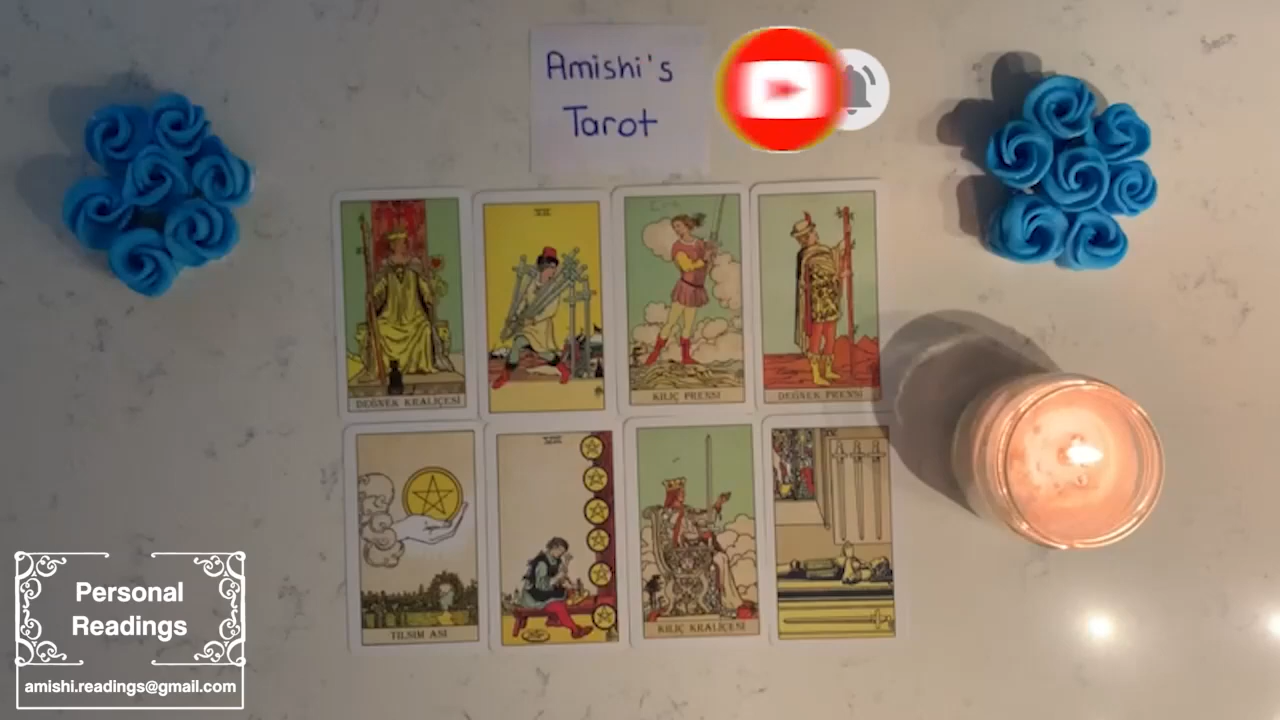 Amishi's
Tarot
DEĞNEK KRALİÇESİ
KILIÇ PRENSİ
DEĞNEK PRENSİ
TILSIM ASI
KILIÇ KRALİÇESİ
IV
Personal
Readings
amishi.readings@gmail.com